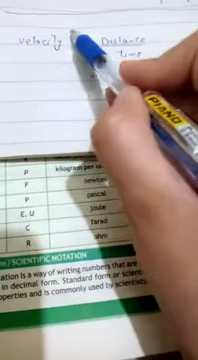 velocity Distance
time
PIANO
ρ kilogram per cu
F newton
P pascal
E, U joule
C farad
R ohm
/ SCIENTIFIC NOTATION
tation is a way of writing numbers that are
in decimal form. Standard form or scien
operties and is commonly used by scientists.